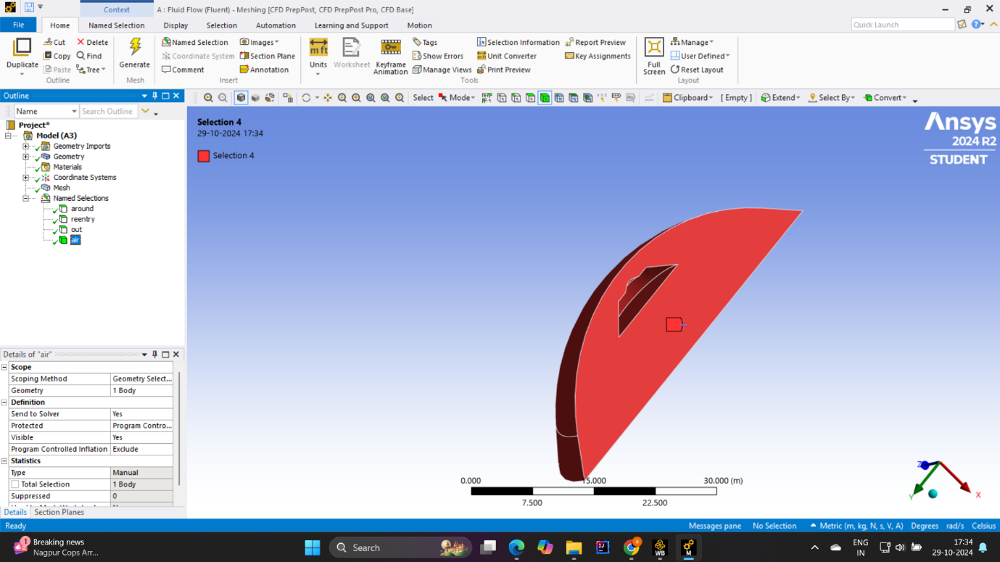 Context
A : Fluid Flow (Fluent) - Meshing [CFD PrepPost, CFD PrepPost Pro, CFD Base]
File Home Named Selection Display Selection Automation Learning and Support Motion Quick Launch
Duplicate
Cut
Copy
Paste
Delete
Find
Tree
Outline
Generate
Mesh
Named Selection
Coordinate System
Comment
Images
Section Plane
Annotation
Insert
mft
Units
Worksheet
Keyframe
Animation
Tags
Show Errors
Manage Views
Selection Information
Unit Converter
Print Preview
Report Preview
Key Assignments
Tools
Full
Screen
Manage
User Defined
Reset Layout
Layout
Outline
Select Mode Clipboard [ Empty ] Extend Select By Convert
Name Search Outline
Project*
Model (A3)
Geometry Imports
Geometry
Materials
Coordinate Systems
Mesh
Named Selections
around
reentry
out
air
Selection 4
29-10-2024 17:34
Selection 4
Ansys
2024 R2
STUDENT
Details of "air"
Scope
Scoping Method Geometry Select...
Geometry 1 Body
Definition
Send to Solver Yes
Protected Program Contro...
Visible Yes
Program Controlled Inflation Exclude
Statistics
Type Manual
Total Selection 1 Body
Suppressed 0
Details Section Planes
0.000 15.000 30.000 (m)
7.500 22.500
Z
Y
X
Ready Messages pane No Selection Metric (m, kg, N, s, V, A) Degrees rad/s Celsius
1
Breaking news
Nagpur Cops Arr...
Search
WB
M
ENG
IN
17:34
29-10-2024